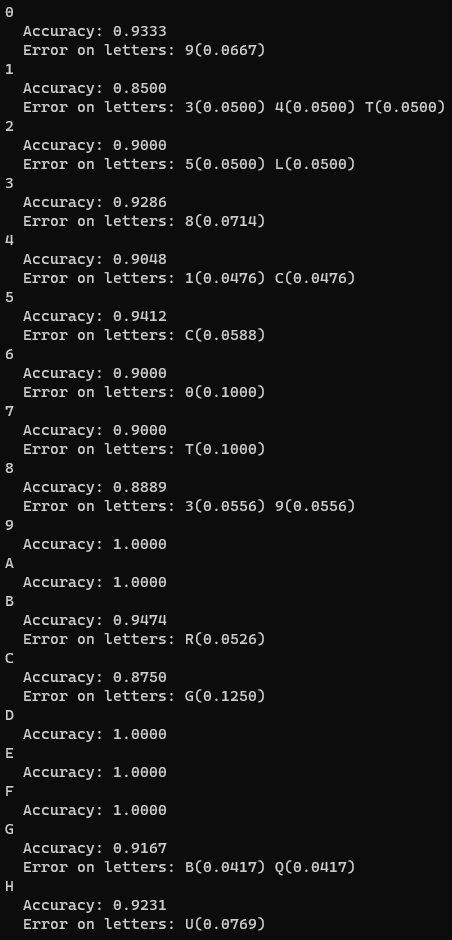 0
Accuracy: 0.9333
Error on letters: 9(0.0667)
1
Accuracy: 0.8500
Error on letters: 3(0.0500) 4(0.0500) T(0.0500)
2
Accuracy: 0.9000
Error on letters: 5(0.0500) L(0.0500)
3
Accuracy: 0.9286
Error on letters: 8(0.0714)
4
Accuracy: 0.9048
Error on letters: 1(0.0476) C(0.0476)
5
Accuracy: 0.9412
Error on letters: C(0.0588)
6
Accuracy: 0.9000
Error on letters: 0(0.1000)
7
Accuracy: 0.9000
Error on letters: T(0.1000)
8
Accuracy: 0.8889
Error on letters: 3(0.0556) 9(0.0556)
9
Accuracy: 1.0000
A
Accuracy: 1.0000
B
Accuracy: 0.9474
Error on letters: R(0.0526)
C
Accuracy: 0.8750
Error on letters: G(0.1250)
D
Accuracy: 1.0000
E
Accuracy: 1.0000
F
Accuracy: 1.0000
G
Accuracy: 0.9167
Error on letters: B(0.0417) Q(0.0417)
H
Accuracy: 0.9231
Error on letters: U(0.0769)